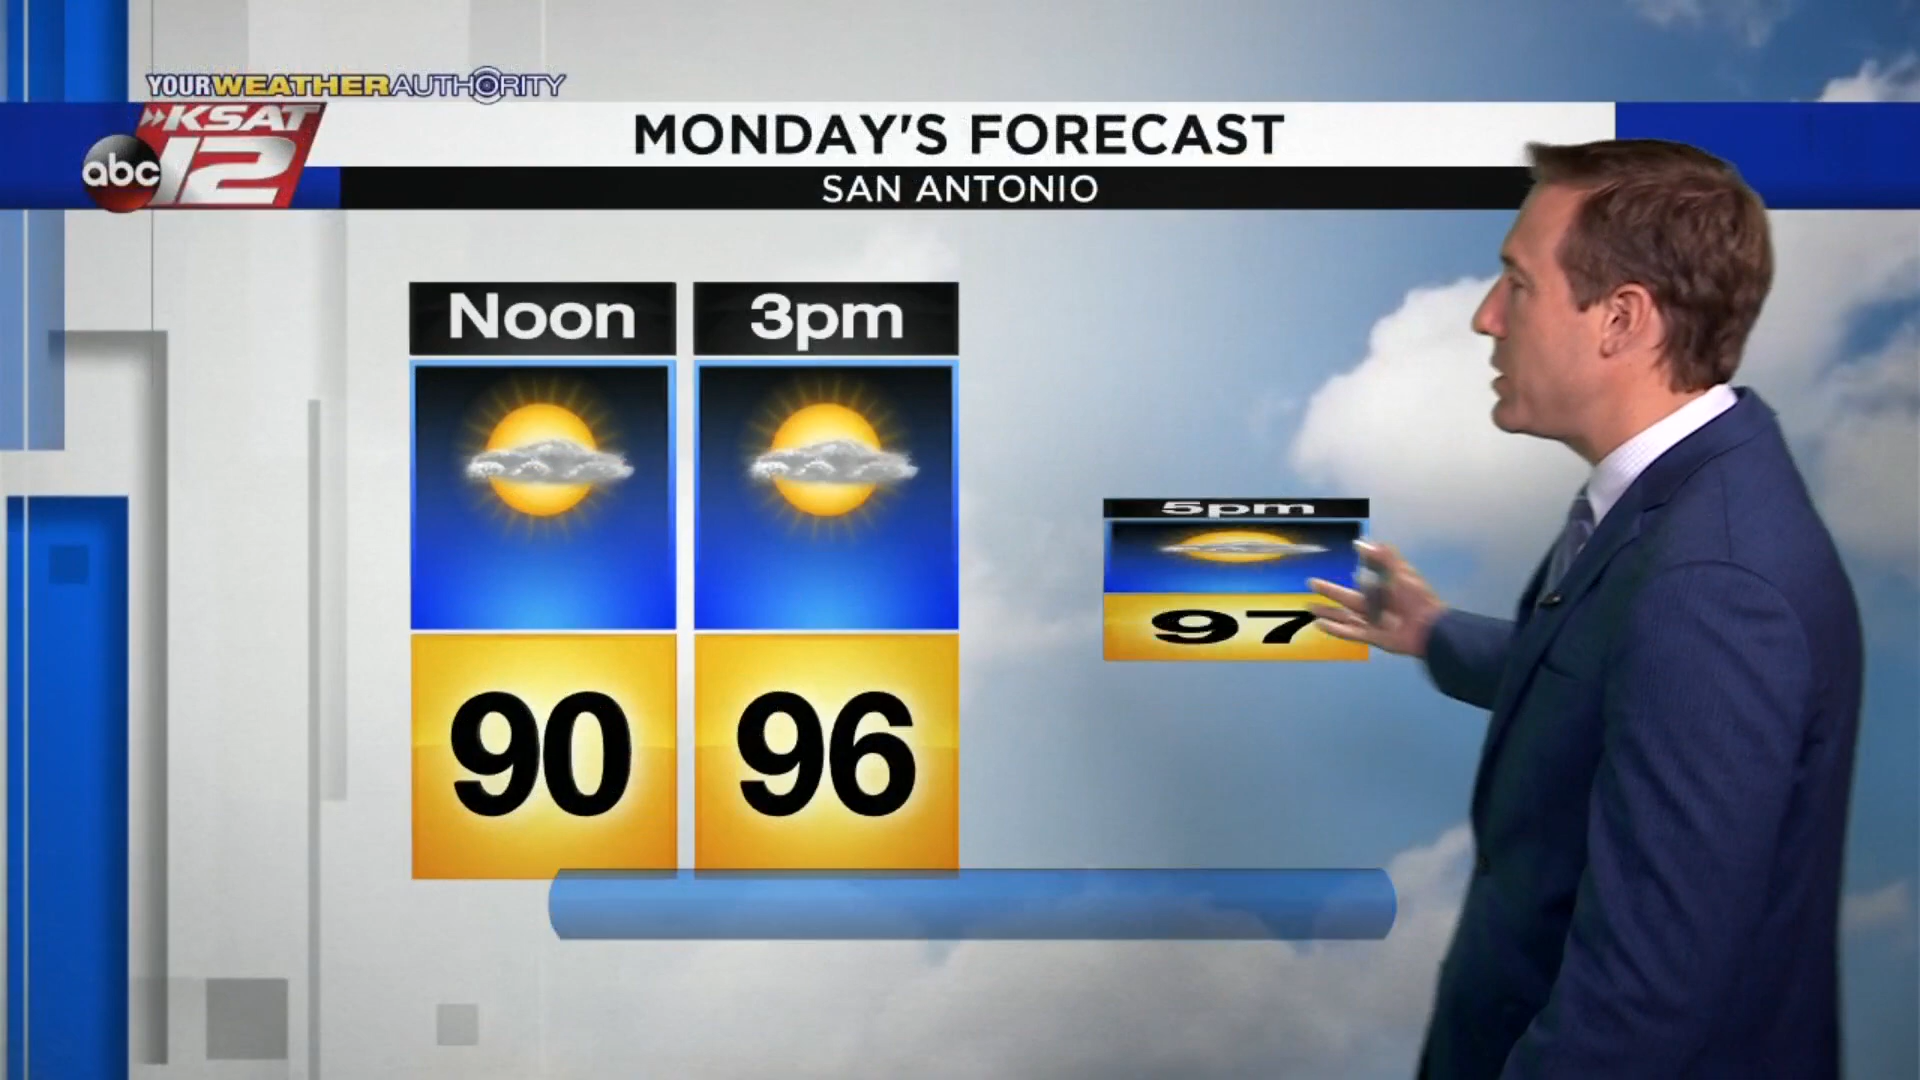 YOUR WEATHER AUTHORITY
KSAT
abc 12
MONDAY'S FORECAST
SAN ANTONIO
Noon
3pm
5pm
90
96
97